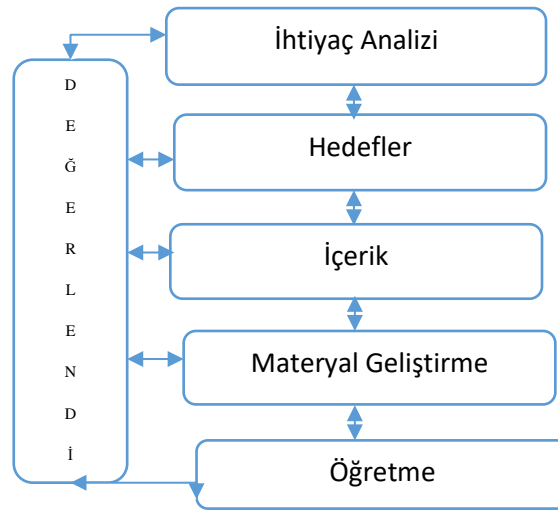 İhtiyaç Analizi
D
E
Ğ
E
R
L
E
N
D
İ
Hedefler
İçerik
Materyal Geliştirme
Öğretme